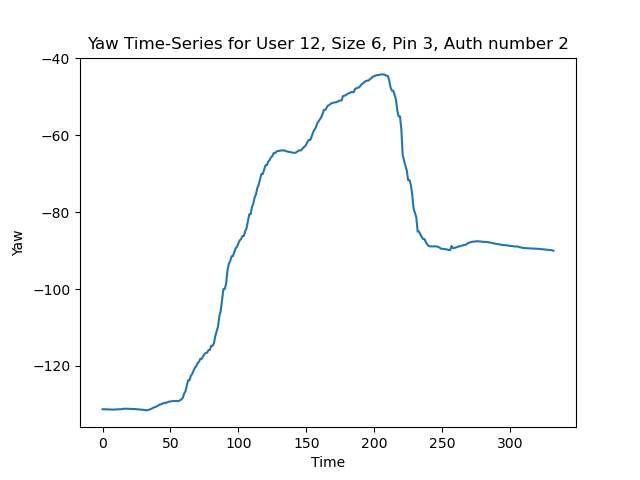 Yaw Time-Series for User 12, Size 6, Pin 3, Auth number 2
−40
−60
−80
−100
−120
Yaw
0 50 100 150 200 250 300
Time